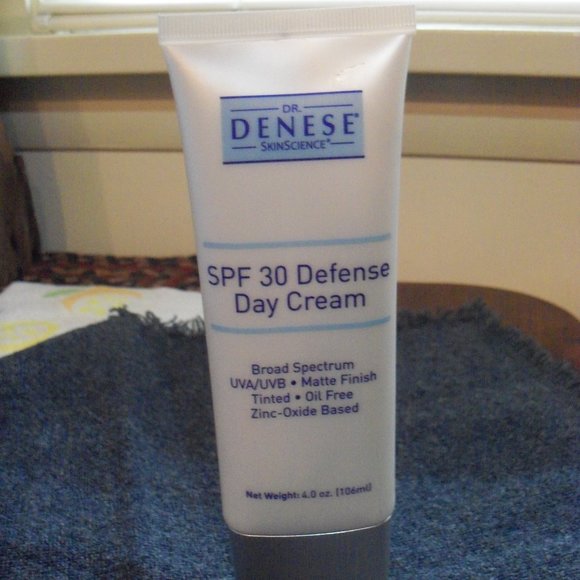 DR.
DENESE®
SKINSCIENCE®
SPF 30 Defense
Day Cream
Broad Spectrum
UVA/UVB • Matte Finish
Tinted • Oil Free
Zinc-Oxide Based
Net Weight: 4.0 oz. (106ml)